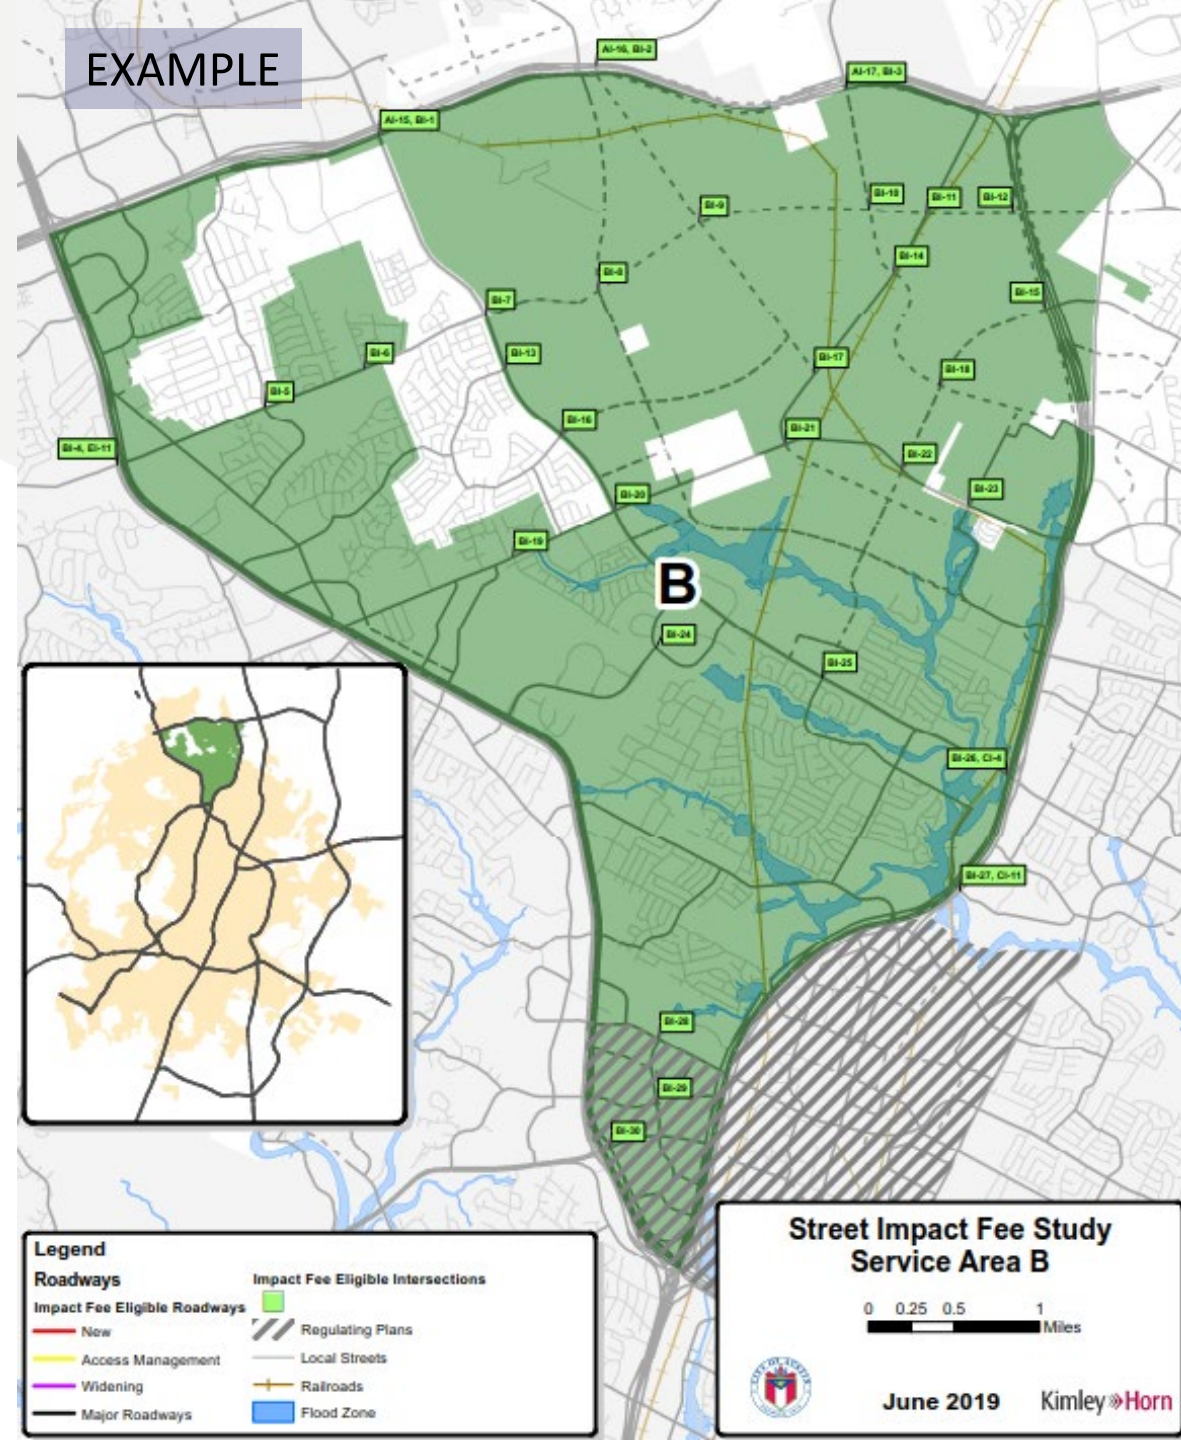 EXAMPLE
AI-16, BI-2
AI-17, BI-3
AI-15, BI-1
BI-9
BI-10
BI-11
BI-12
BI-14
BI-8
BI-15
BI-7
BI-13
BI-6
BI-17
BI-18
BI-5
BI-16
BI-21
BI-4, EI-11
BI-22
BI-20
BI-23
BI-19
B
BI-24
BI-25
BI-26, CI-4
BI-27, CI-11
BI-28
BI-29
BI-30
Legend
Roadways
Impact Fee Eligible Roadways
New
Access Management
Widening
Major Roadways
Impact Fee Eligible Intersections
Regulating Plans
Local Streets
Railroads
Flood Zone
Street Impact Fee Study
Service Area B
0 0.25 0.5 1
Miles
CITY OF AUSTIN
June 2019
Kimley»Horn